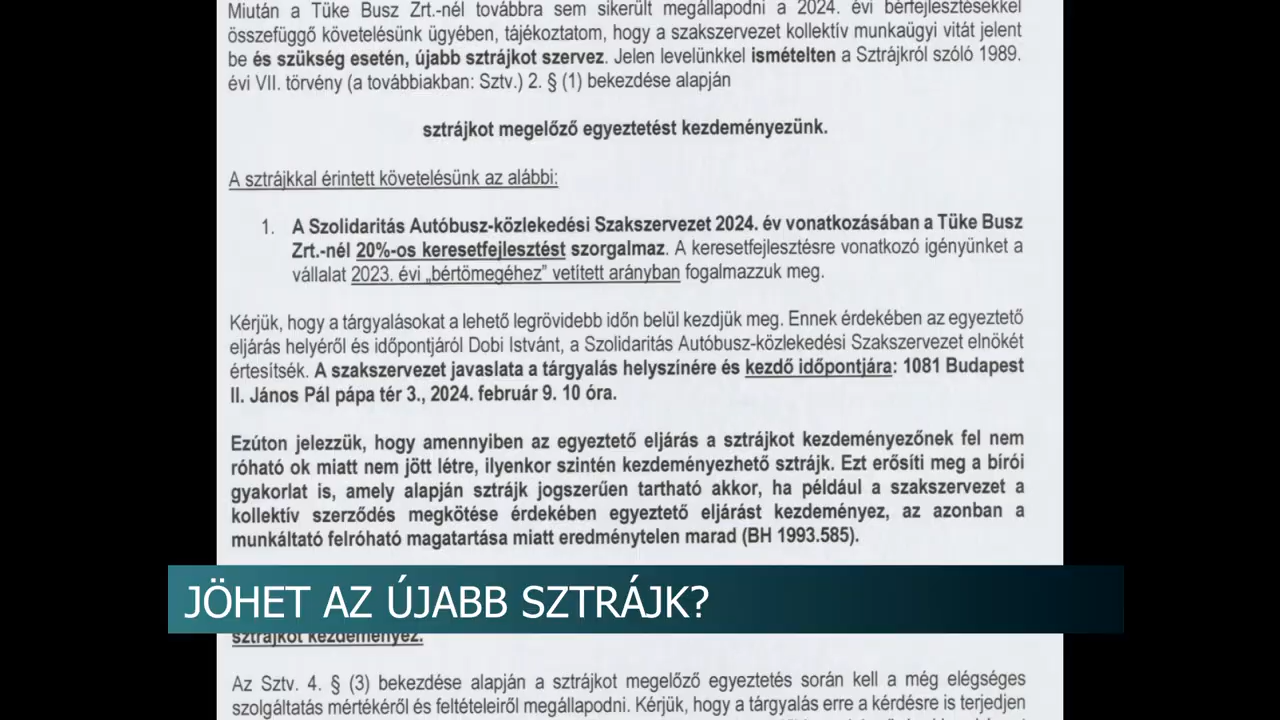 Miután a Tüke Busz Zrt.-nél továbbra sem sikerült megállapodni a 2024. évi bérfejlesztésekkel
összefüggő követelésünk ügyében, tájékoztatom, hogy a szakszervezet kollektív munkaügyi vitát jelent
be és szükség esetén, újabb sztrájkot szervez. Jelen levelünkkel ismételten a Sztrájkról szóló 1989.
évi VII. törvény (a továbbiakban: Sztv.) 2. § (1) bekezdése alapján
sztrájkot megelőző egyeztetést kezdeményezünk.
A sztrájkkal érintett követelésünk az alábbi:
1. A Szolidaritás Autóbusz-közlekedési Szakszervezet 2024. év vonatkozásában a Tüke Busz
Zrt.-nél 20%-os keresetfejlesztést szorgalmaz. A keresetfejlesztésre vonatkozó igényünket a
vállalat 2023. évi „bértömegéhez” vetített arányban fogalmazzuk meg.
Kérjük, hogy a tárgyalásokat a lehető legrövidebb időn belül kezdjük meg. Ennek érdekében az egyeztető
eljárás helyéről és időpontjáról Dobi Istvánt, a Szolidaritás Autóbusz-közlekedési Szakszervezet elnökét
értesítsék. A szakszervezet javaslata a tárgyalás helyszínére és kezdő időpontjára: 1081 Budapest
II. János Pál pápa tér 3., 2024. február 9. 10 óra.
Ezúton jelezzük, hogy amennyiben az egyeztető eljárás a sztrájkot kezdeményezőnek fel nem
róható ok miatt nem jött létre, ilyenkor szintén kezdeményezhető sztrájk. Ezt erősíti meg a bírói
gyakorlat is, amely alapján sztrájk jogszerűen tartható akkor, ha például a szakszervezet a
kollektív szerződés megkötése érdekében egyeztető eljárást kezdeményez, az azonban a
munkáltató felróható magatartása miatt eredménytelen marad (BH 1993.585).
JÖHET AZ ÚJABB SZTRÁJK?
sztrájkot kezdeményez.
Az Sztv. 4. § (3) bekezdése alapján a sztrájkot megelőző egyeztetés során kell a még elégséges
szolgáltatás mértékéről és feltételeiről megállapodni. Kérjük, hogy a tárgyalás erre a kérdésre is terjedjen